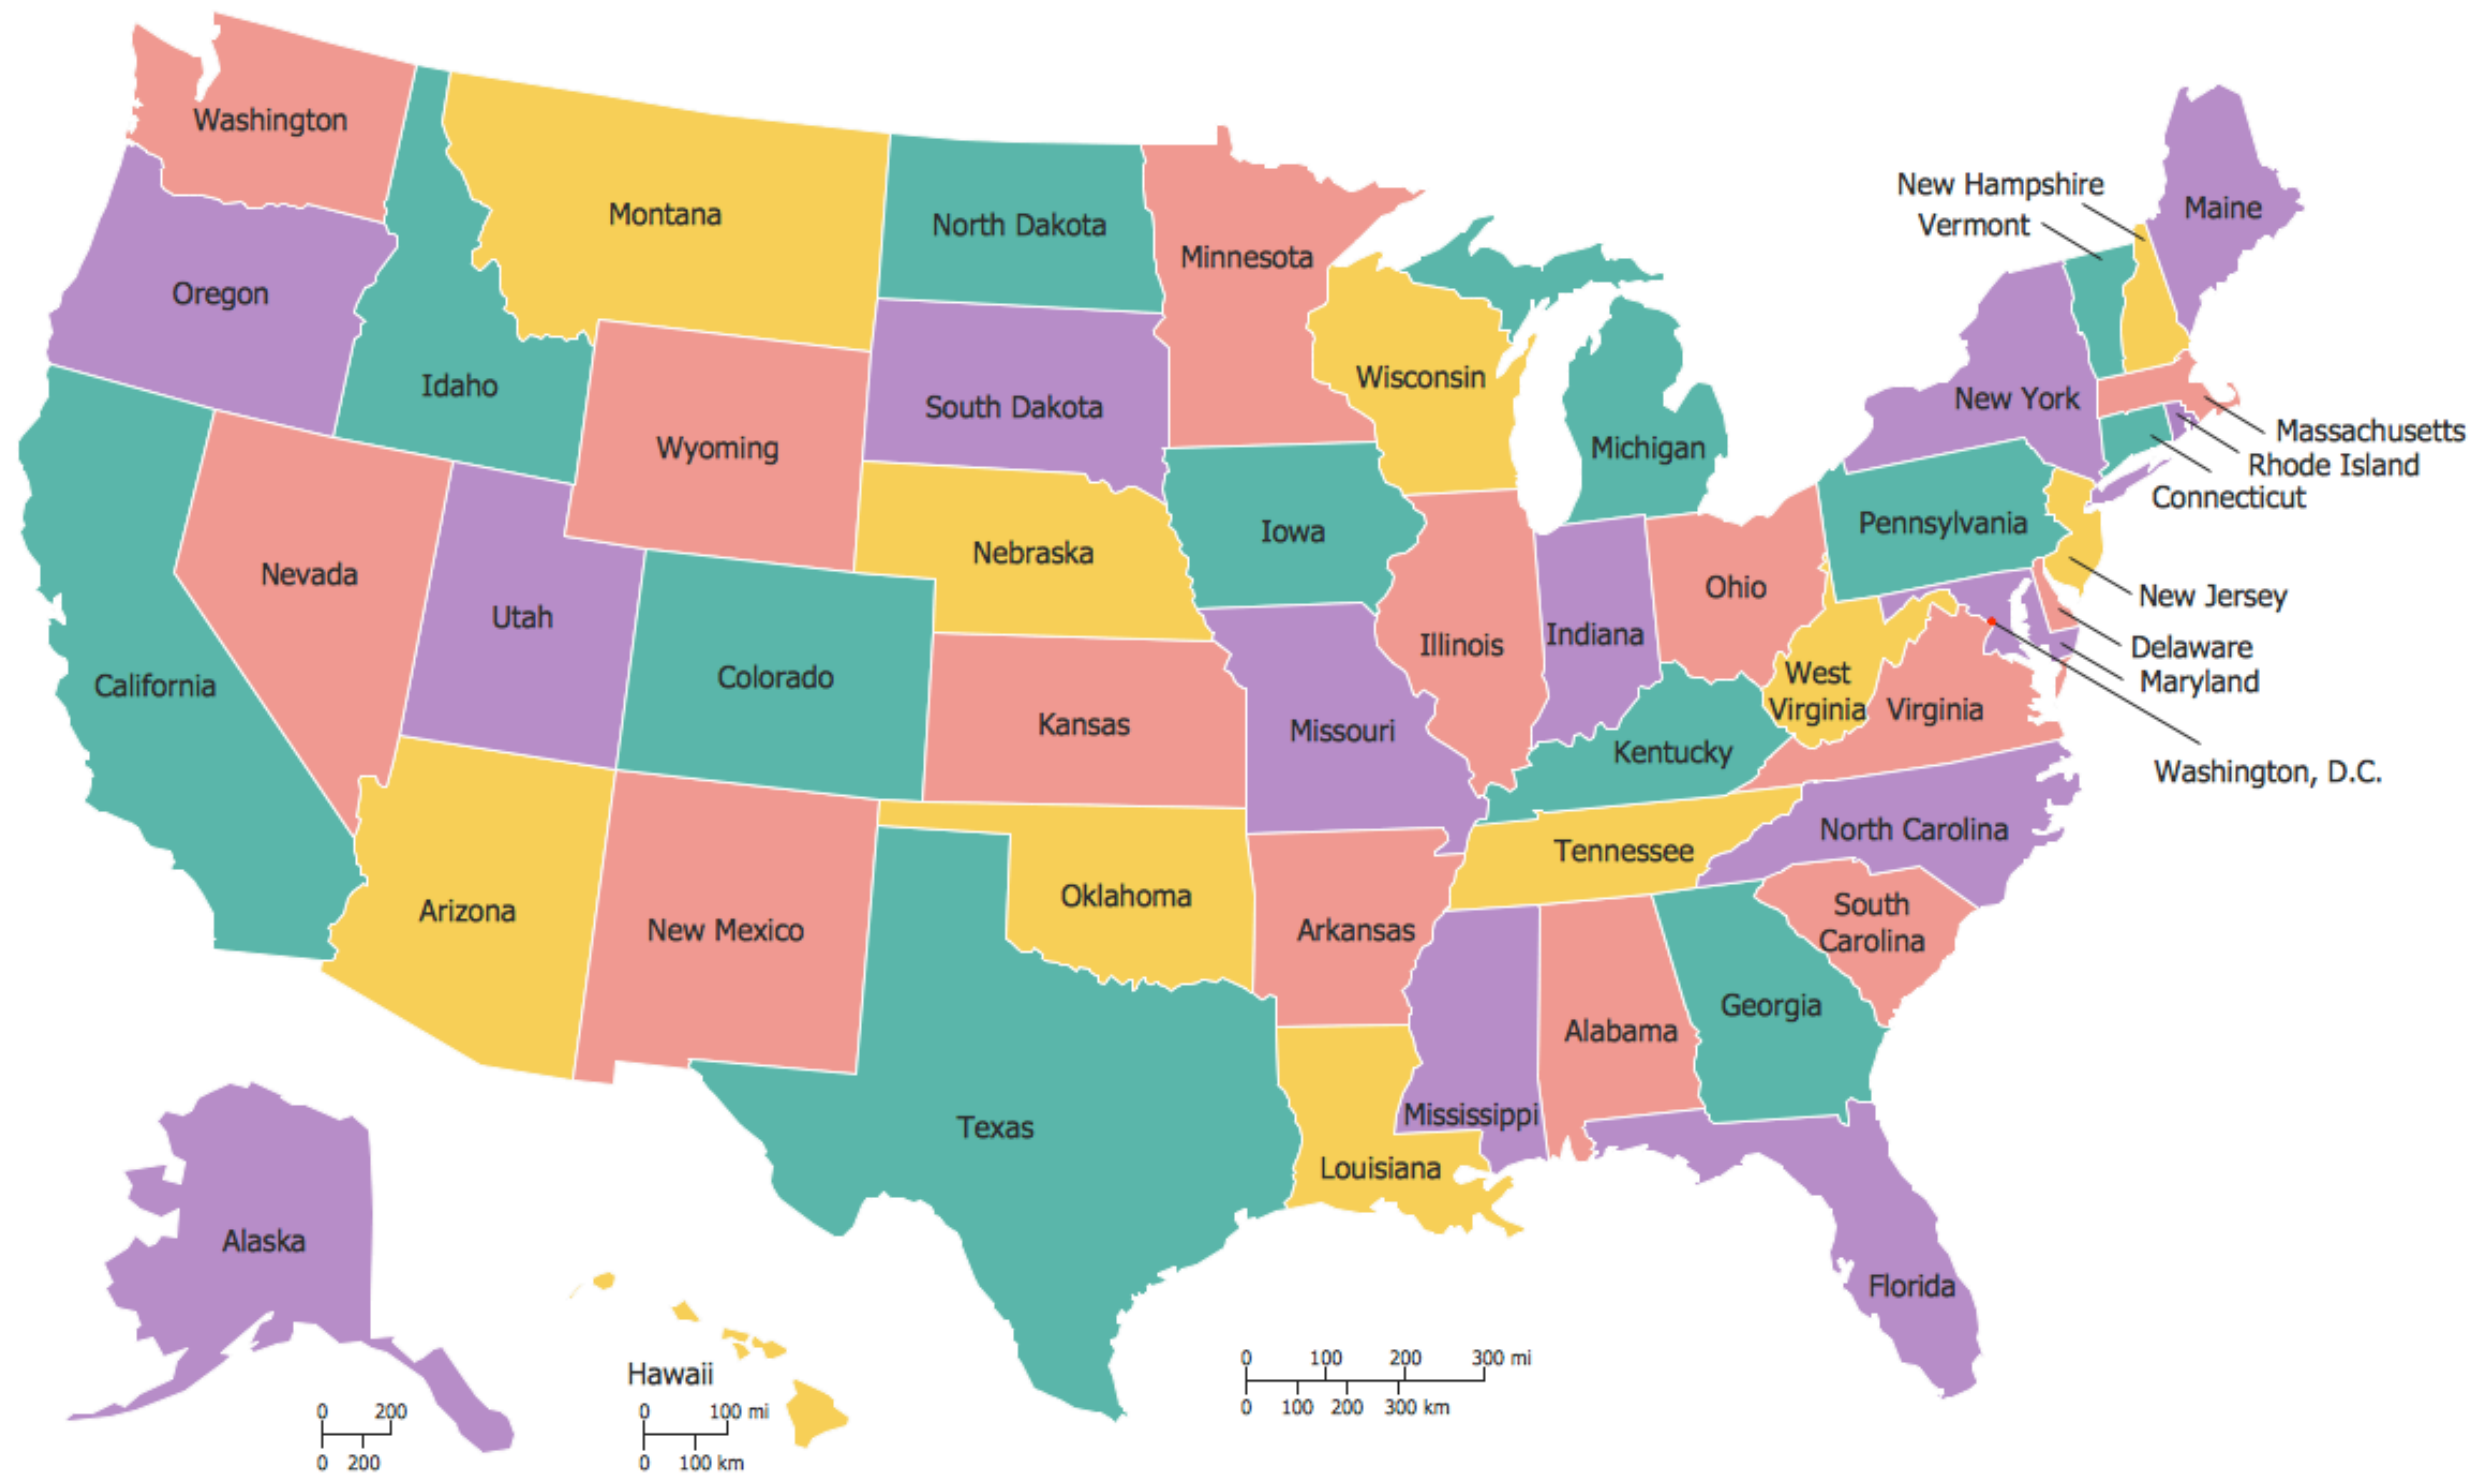 Washington
Montana
North Dakota
Minnesota
New Hampshire
Vermont
Maine
Oregon
Idaho
Wyoming
South Dakota
Wisconsin
Michigan
New York
Massachusetts
Rhode Island
Connecticut
Nevada
Utah
Colorado
Nebraska
Iowa
Illinois
Indiana
Ohio
Pennsylvania
New Jersey
Delaware
Maryland
Washington, D.C.
California
Kansas
Missouri
Kentucky
West
Virginia
Virginia
Arizona
New Mexico
Oklahoma
Arkansas
Tennessee
North Carolina
South
Carolina
Texas
Louisiana
Mississippi
Alabama
Georgia
Florida
Alaska
0 200
0 200
Hawaii
0 100 mi
0 100 km
0 100 200 300 mi
0 100 200 300 km